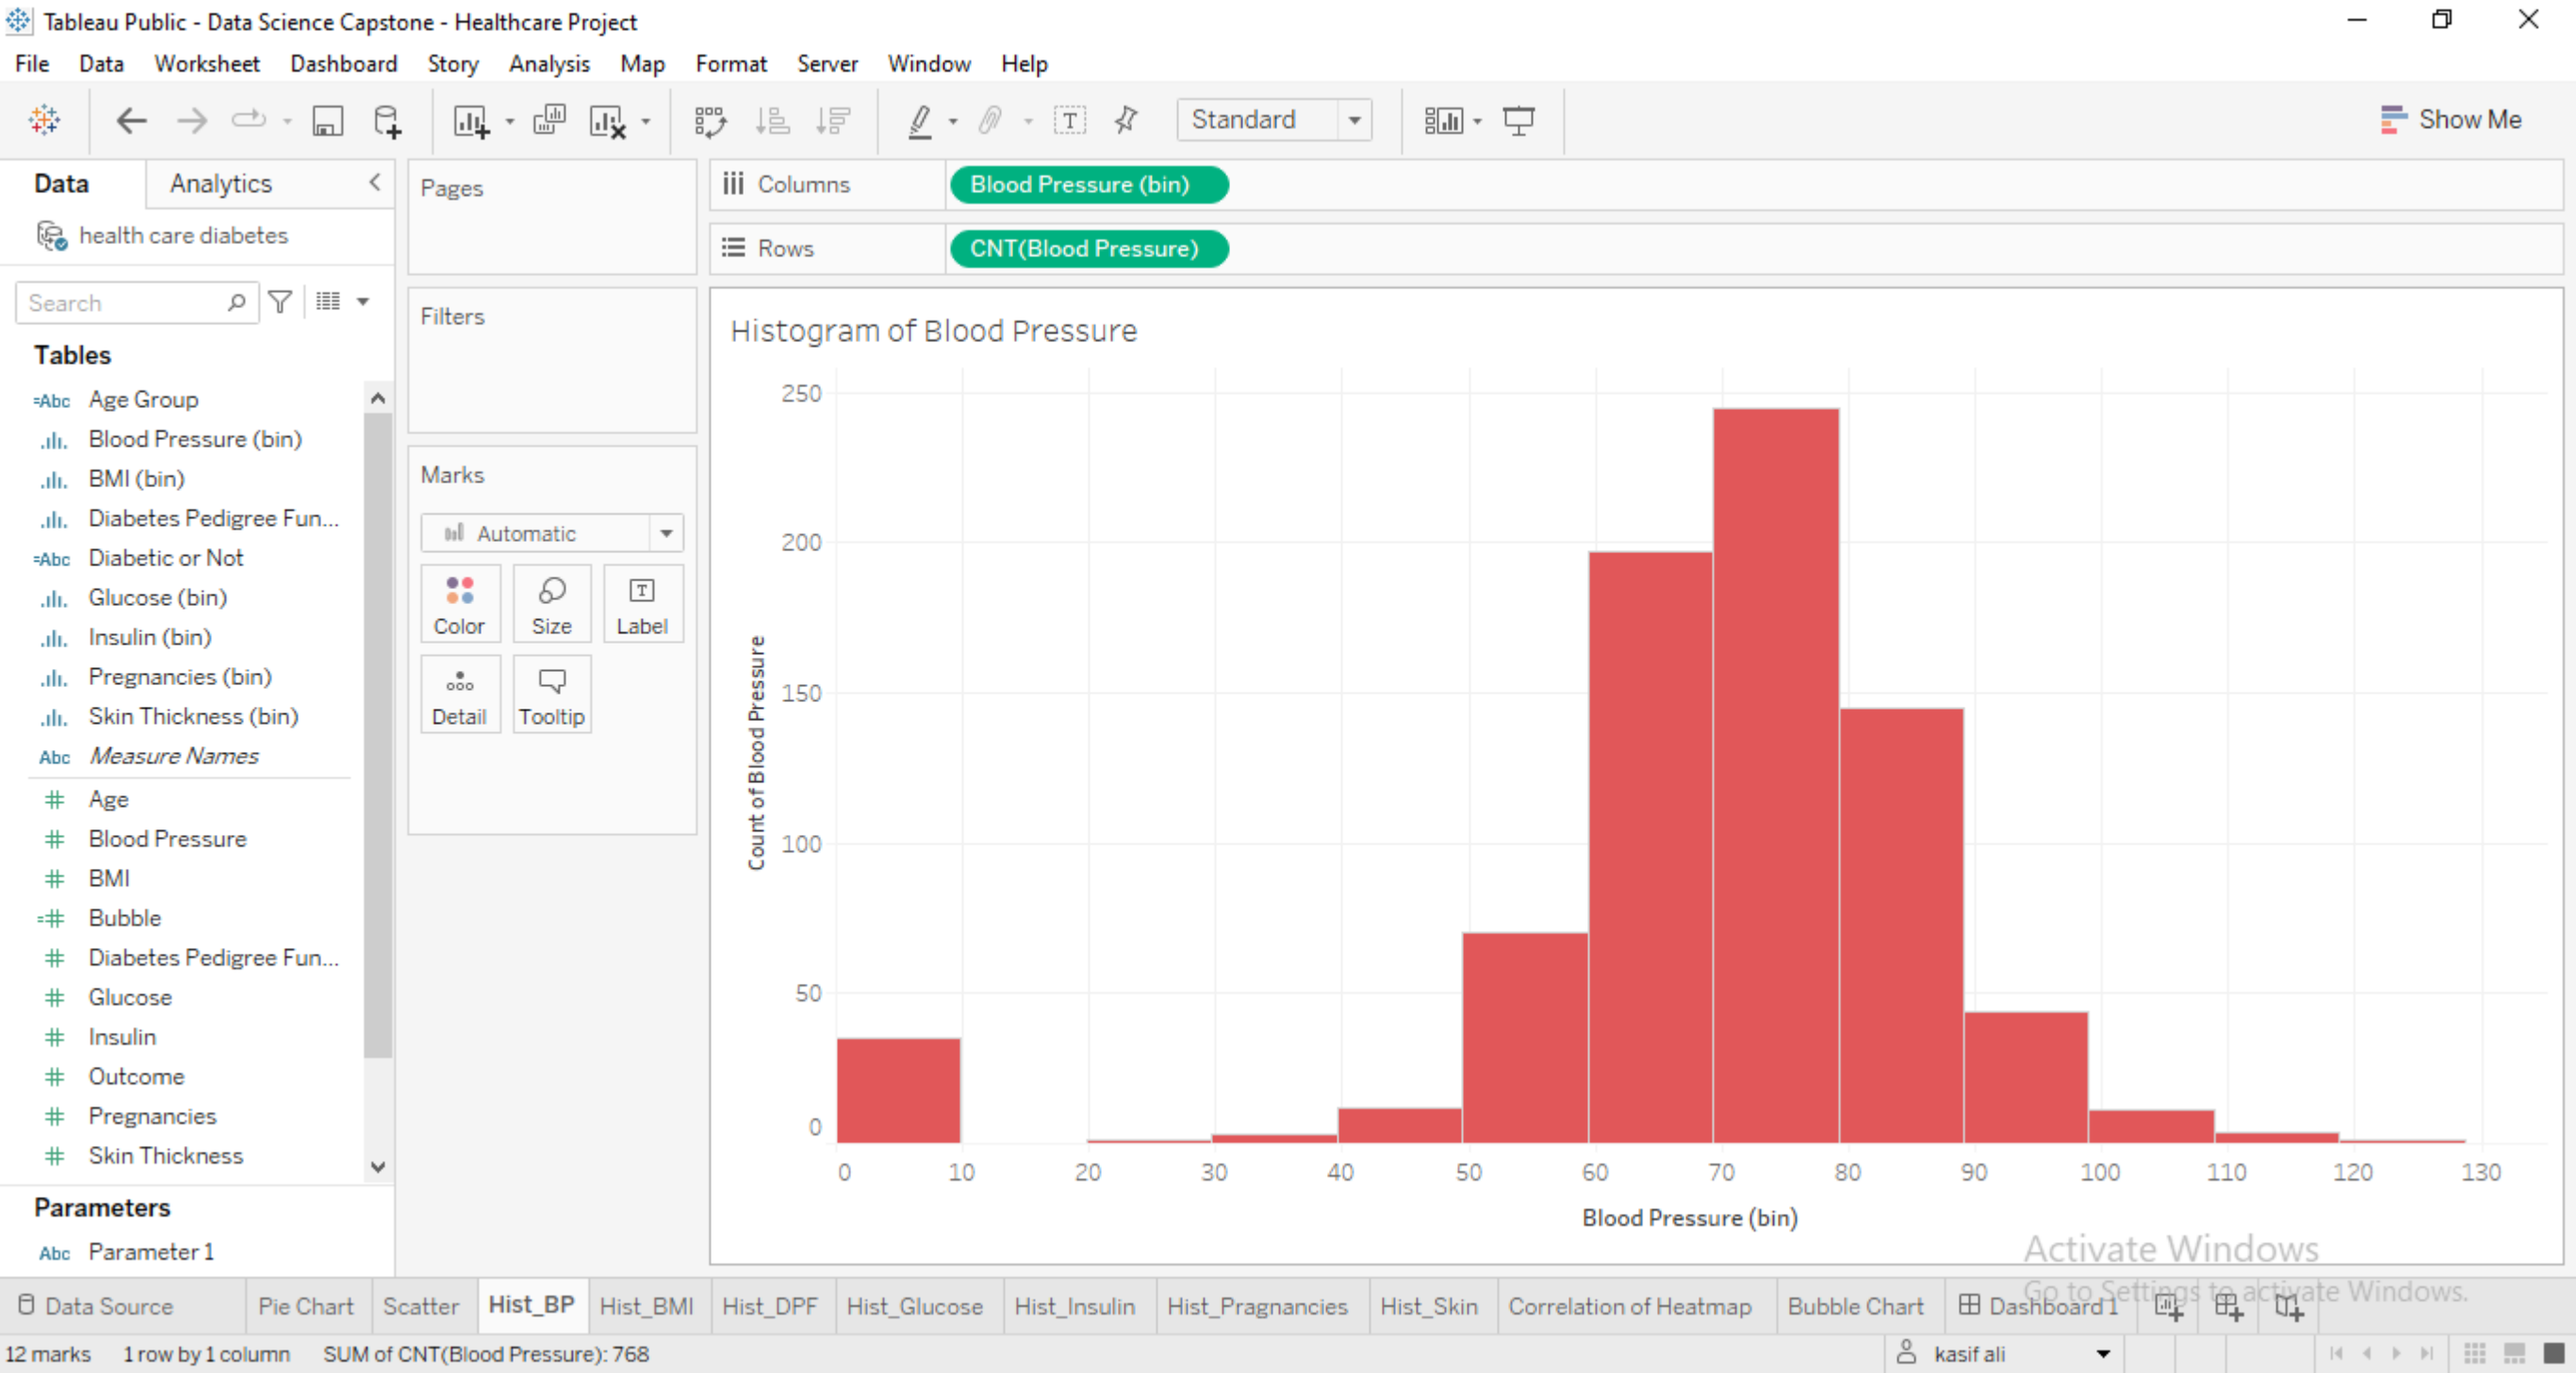 Tableau Public - Data Science Capstone - Healthcare Project
File Data Worksheet Dashboard Story Analysis Map Format Server Window Help
Standard
Show Me
Data Analytics
health care diabetes
Search
Tables
=Abc Age Group
Blood Pressure (bin)
BMI (bin)
Diabetes Pedigree Fun...
=Abc Diabetic or Not
Glucose (bin)
Insulin (bin)
Pregnancies (bin)
Skin Thickness (bin)
Abc Measure Names
# Age
# Blood Pressure
# BMI
=# Bubble
# Diabetes Pedigree Fun...
# Glucose
# Insulin
# Outcome
# Pregnancies
# Skin Thickness
Parameters
Abc Parameter 1
Pages
Filters
Marks
Automatic
Color Size T Label
Detail Tooltip
Columns Blood Pressure (bin)
Rows CNT(Blood Pressure)
Histogram of Blood Pressure
Count of Blood Pressure
250
200
150
100
50
0
0 10 20 30 40 50 60 70 80 90 100 110 120 130
Blood Pressure (bin)
Activate Windows
Go to Settings to activate Windows.
Data Source Pie Chart Scatter Hist_BP Hist_BMI Hist_DPF Hist_Glucose Hist_Insulin Hist_Pragnancies Hist_Skin Correlation of Heatmap Bubble Chart Dashboard 1
12 marks 1 row by 1 column SUM of CNT(Blood Pressure): 768 kasif ali